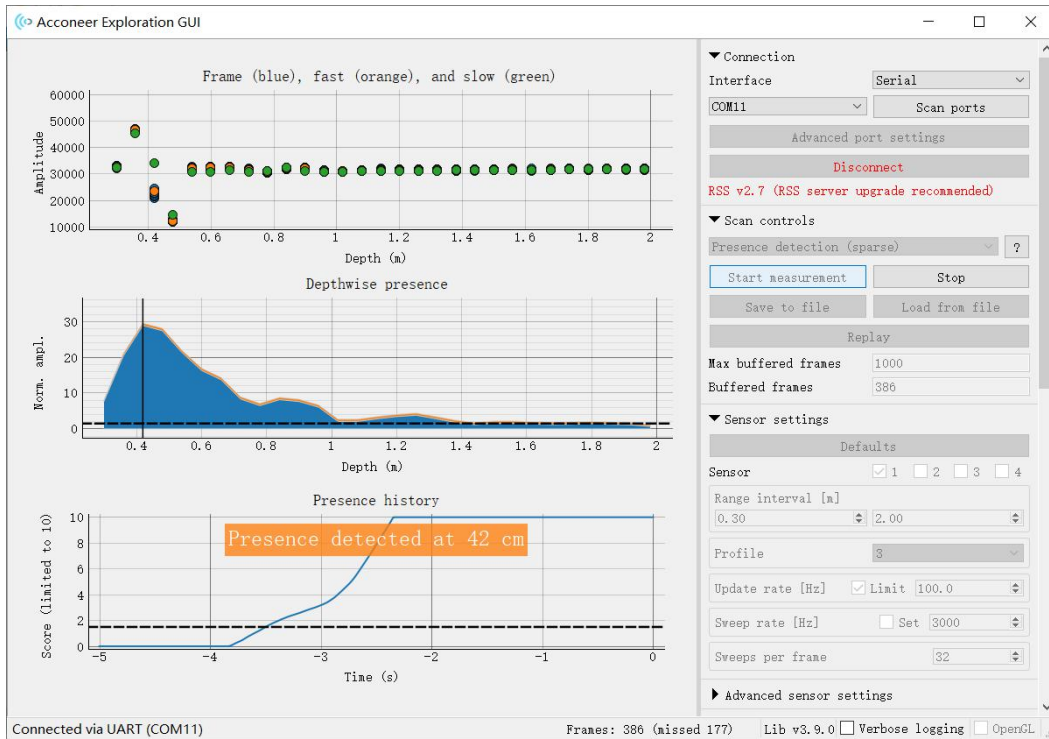 Acconeer Exploration GUI
Frame (blue), fast (orange), and slow (green)
60000
50000
40000
30000
20000
10000
Amplitude
0.4 0.6 0.8 1 1.2 1.4 1.6 1.8 2
Depth (m)
Depthwise presence
30
20
10
0
Norm. ampl.
0.4 0.6 0.8 1 1.2 1.4 1.6 1.8 2
Depth (m)
Presence history
10
8
6
4
2
0
Score (limited to 10)
Presence detected at 42 cm
-5 -4 -3 -2 -1 0
Time (s)
Connection
Interface Serial
COM11 Scan ports
Advanced port settings
Disconnect
RSS v2.7 (RSS server upgrade recommended)
Scan controls
Presence detection (sparse) ?
Start measurement Stop
Save to file Load from file
Replay
Max buffered frames 1000
Buffered frames 386
Sensor settings
Defaults
Sensor 1 2 3 4
Range interval [m]
0.30 2.00
Profile 3
Update rate [Hz] Limit 100.0
Sweep rate [Hz] Set 3000
Sweeps per frame 32
Advanced sensor settings
Connected via UART (COM11) Frames: 386 (missed 177) Lib v3.9.0 Verbose logging OpenGL